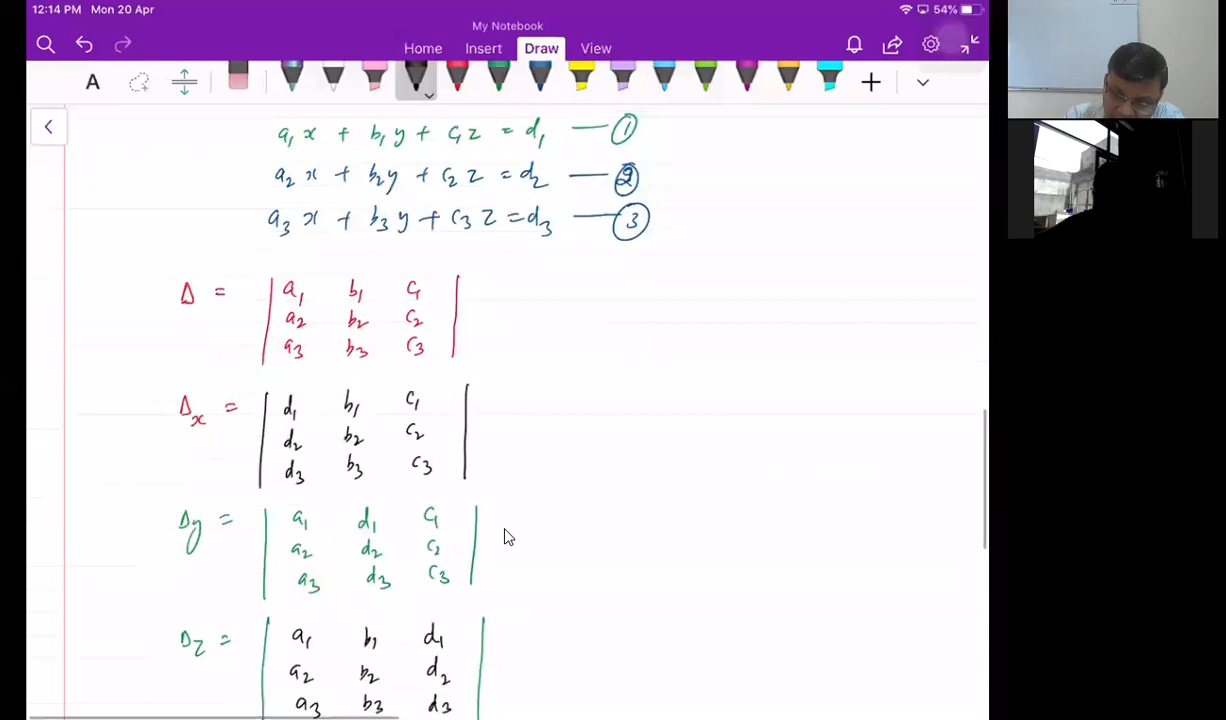 12:14 PM Mon 20 Apr
54%
My Notebook
Home Insert Draw View
A
a₁x + b₁y + c₁z = d₁ — ①
a₂x + b₂y + c₂z = d₂ — ②
a₃x + b₃y + c₃z = d₃ — ③
Δ = | a₁ b₁ c₁ |
| a₂ b₂ c₂ |
| a₃ b₃ c₃ |
Δx = | d₁ b₁ c₁ |
| d₂ b₂ c₂ |
| d₃ b₃ c₃ |
Δy = | a₁ d₁ c₁ |
| a₂ d₂ c₂ |
| a₃ d₃ c₃ |
Δz = | a₁ b₁ d₁ |
| a₂ b₂ d₂ |
| a₃ b₃ d₃ |